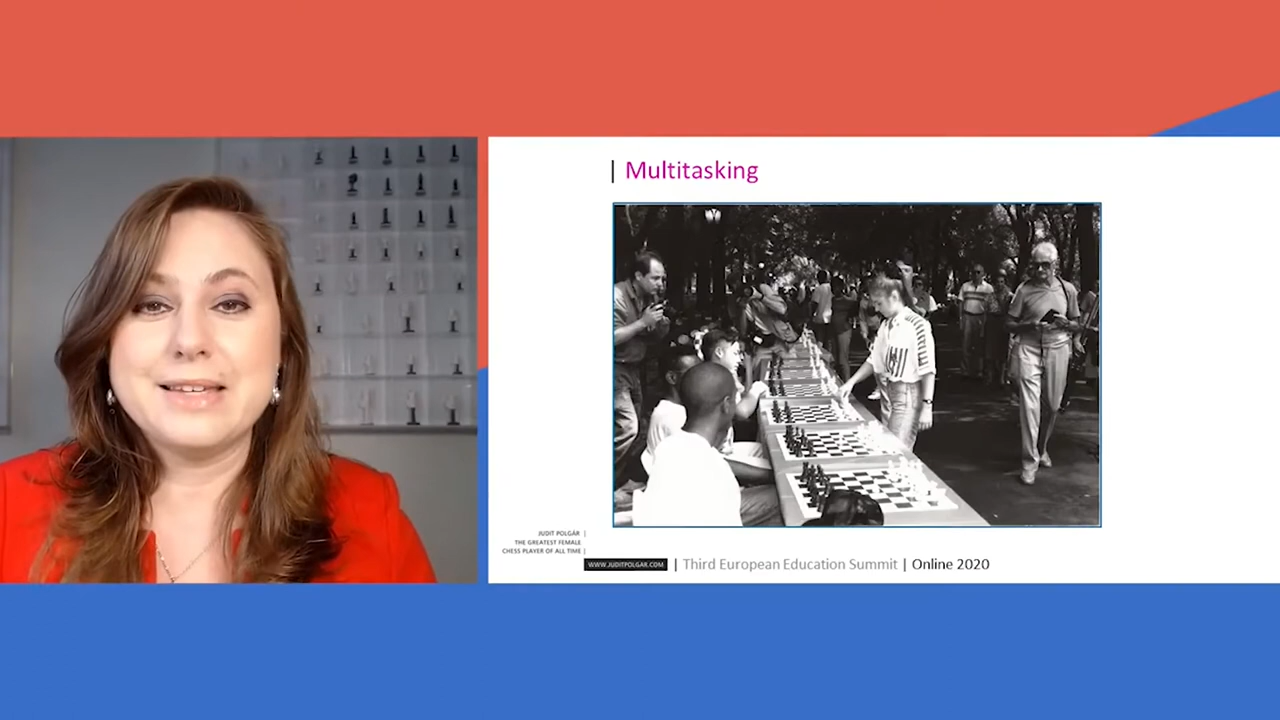 | Multitasking
JUDIT POLGÁR |
THE GREATEST FEMALE
CHESS PLAYER OF ALL TIME |
WWW.JUDITPOLGAR.COM | Third European Education Summit | Online 2020